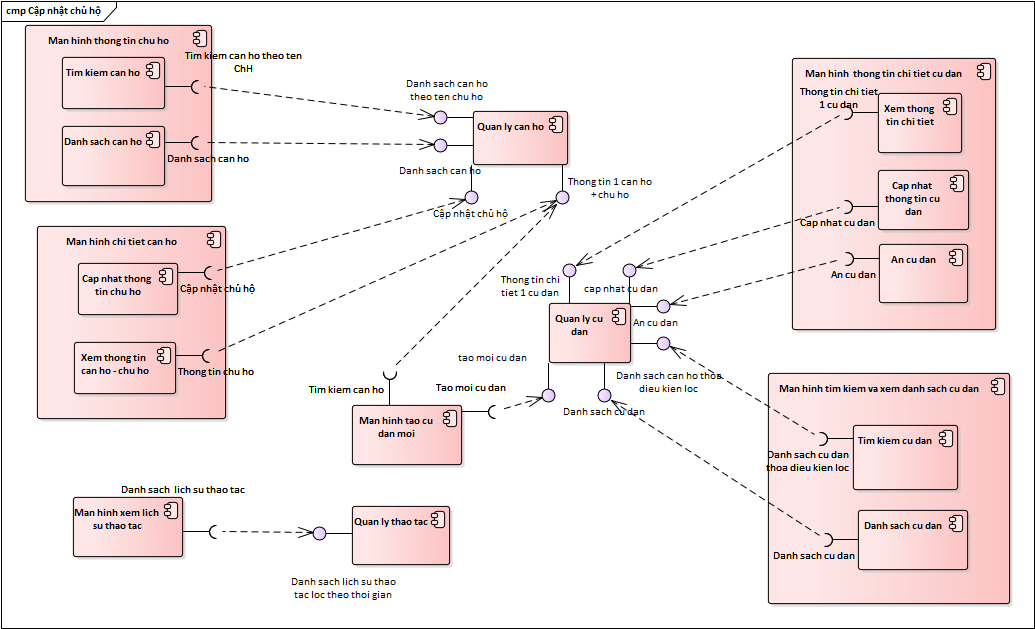 cmp Cập nhật chủ hộ
Man hinh thong tin chu ho
Tim kiem can ho
Tim kiem can ho theo ten
ChH
Danh sach can ho
Danh sach can ho
Danh sach can ho
theo ten chu ho
Quan ly can ho
Danh sach can ho
Cập nhật chủ hộ
Thong tin 1 can ho
+ chu ho
Man hinh thong tin chi tiet cu dan
Thong tin chi tiet
1 cu dan
Xem thong
tin chi tiet
Cap nhat
thong tin cu
dan
Cap nhat cu dan
An cu dan
An cu dan
Man hinh chi tiet can ho
Cap nhat thong
tin chu ho
Cập nhật chủ hộ
Xem thong tin
can ho - chu ho
Thong tin chu ho
Thong tin chi
tiet 1 cu dan
cap nhat cu dan
Quan ly cu
dan
An cu dan
tao moi cu dan
Danh sach can ho thoa
dieu kien loc
Danh sach cu dan
Tim kiem can ho
Tao moi cu dan
Man hinh tao cu
dan moi
Man hinh tim kiem va xem danh sach cu dan
Tim kiem cu dan
Danh sach cu dan
thoa dieu kien loc
Danh sach cu dan
Danh sach cu dan
Danh sach lich su thao tac
Man hinh xem lich
su thao tac
Quan ly thao tac
Danh sach lich su thao
tac loc theo thoi gian